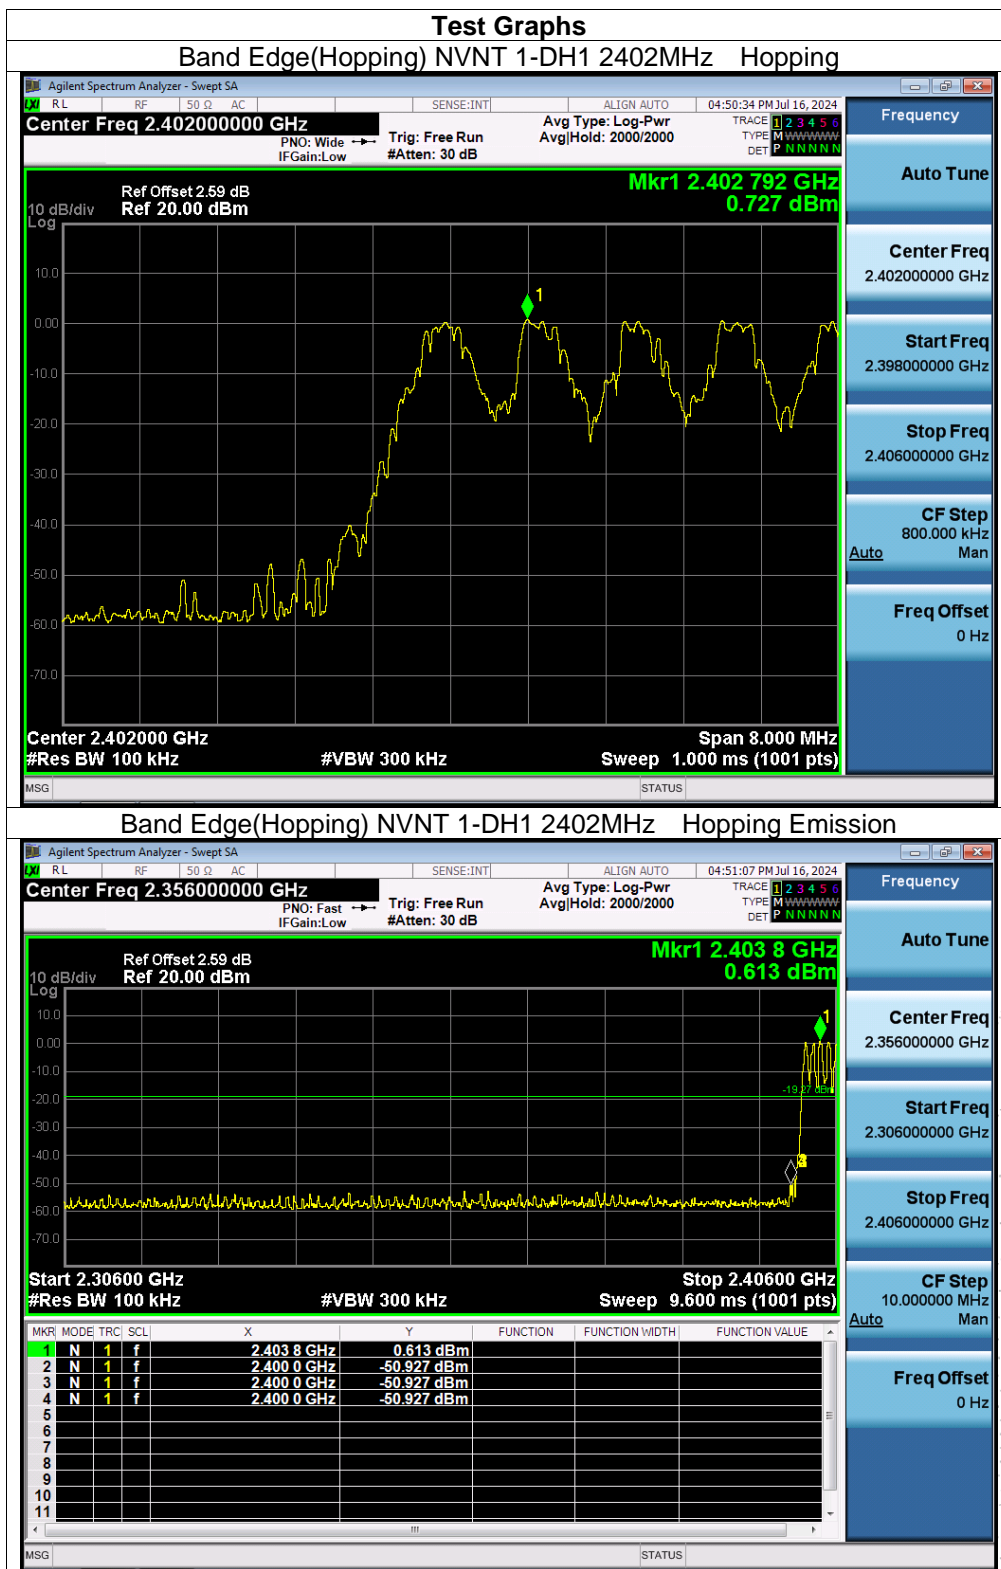 Test Graphs
Band Edge(Hopping) NVNT 1-DH1 2402MHz Hopping
Agilent Spectrum Analyzer - Swept SA
LXI RL RF 50 Ω AC SENSE:INT ALIGN AUTO 04:50:34 PM Jul 16, 2024
Center Freq 2.402000000 GHz
Avg Type: Log-Pwr
TRACE 1 2 3 4 5 6
PNO: Wide
Trig: Free Run
Avg|Hold: 2000/2000
TYPE M WWWWW
IFGain:Low
#Atten: 30 dB
DET P N N N N N
Mkr1 2.402 792 GHz
0.727 dBm
Ref Offset 2.59 dB
10 dB/div Ref 20.00 dBm
Log
1
10.0
0.00
-10.0
-20.0
-30.0
-40.0
-50.0
-60.0
-70.0
Center 2.402000 GHz Span 8.000 MHz
#Res BW 100 kHz #VBW 300 kHz Sweep 1.000 ms (1001 pts)
MSG STATUS
Frequency
Auto Tune
Center Freq
2.402000000 GHz
Start Freq
2.398000000 GHz
Stop Freq
2.406000000 GHz
CF Step
800.000 kHz
Auto Man
Freq Offset
0 Hz
Band Edge(Hopping) NVNT 1-DH1 2402MHz Hopping Emission
Agilent Spectrum Analyzer - Swept SA
LXI RL RF 50 Ω AC SENSE:INT ALIGN AUTO 04:51:07 PM Jul 16, 2024
Center Freq 2.356000000 GHz
Avg Type: Log-Pwr
TRACE 1 2 3 4 5 6
PNO: Fast
Trig: Free Run
Avg|Hold: 2000/2000
TYPE M WWWWW
IFGain:Low
#Atten: 30 dB
DET P N N N N N
Mkr1 2.403 8 GHz
0.613 dBm
Ref Offset 2.59 dB
10 dB/div Ref 20.00 dBm
Log
1
10.0
0.00
-10.0
-19.27 dBm
-20.0
-30.0
-40.0
-50.0
-60.0
-70.0
Start 2.30600 GHz Stop 2.40600 GHz
#Res BW 100 kHz #VBW 300 kHz Sweep 9.600 ms (1001 pts)
MKR MODE TRC SCL X Y FUNCTION FUNCTION WIDTH FUNCTION VALUE
1 N 1 f 2.403 8 GHz 0.613 dBm
2 N 1 f 2.400 0 GHz -50.927 dBm
3 N 1 f 2.400 0 GHz -50.927 dBm
4 N 1 f 2.400 0 GHz -50.927 dBm
5
6
7
8
9
10
11
MSG STATUS
Frequency
Auto Tune
Center Freq
2.356000000 GHz
Start Freq
2.306000000 GHz
Stop Freq
2.406000000 GHz
CF Step
10.000000 MHz
Auto Man
Freq Offset
0 Hz